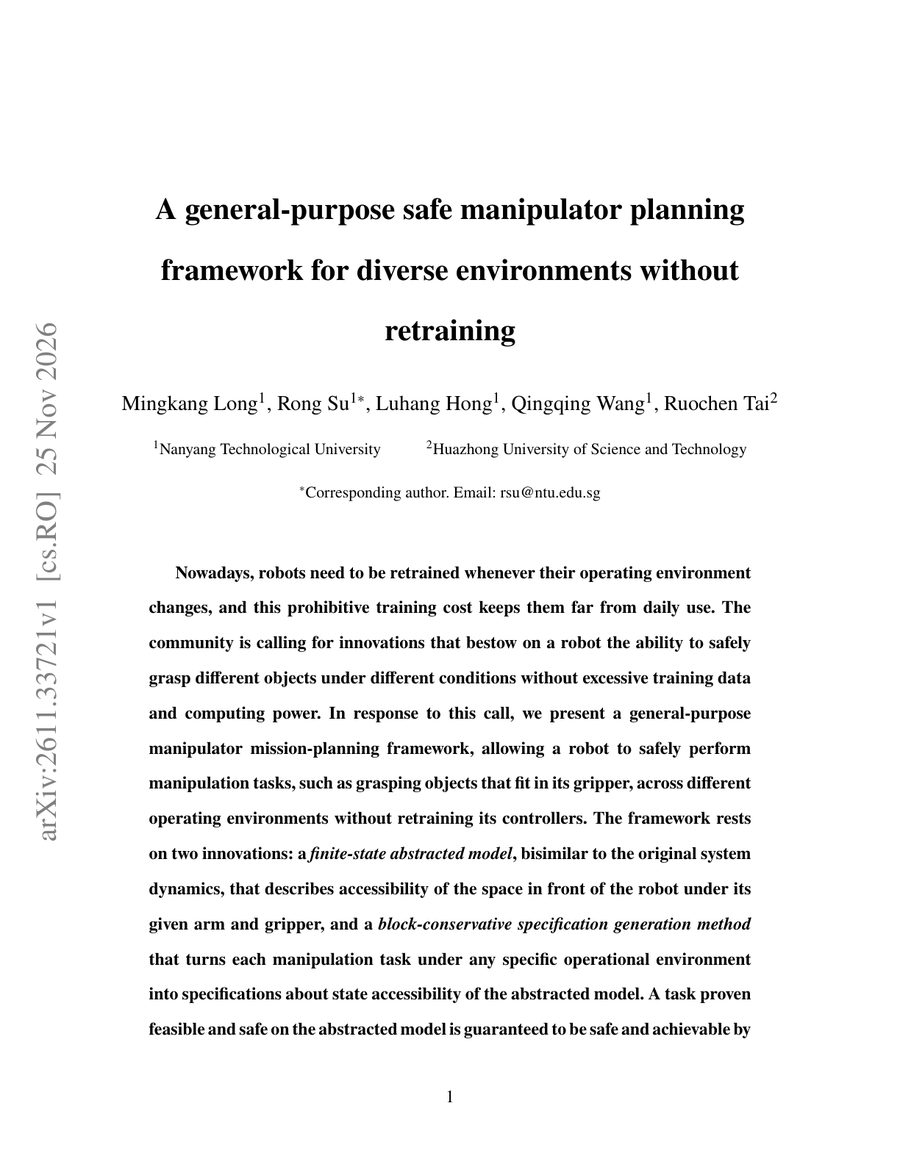 A general-purpose safe manipulator planning
framework for diverse environments without
retraining
Mingkang Long1, Rong Su1*, Luhang Hong1, Qingqing Wang1, Ruochen Tai2
1Nanyang Technological University 2Huazhong University of Science and Technology
*Corresponding author. Email: rsu@ntu.edu.sg
arXiv:2611.33721v1 [cs.RO] 25 Nov 2026
Nowadays, robots need to be retrained whenever their operating environment
changes, and this prohibitive training cost keeps them far from daily use. The
community is calling for innovations that bestow on a robot the ability to safely
grasp different objects under different conditions without excessive training data
and computing power. In response to this call, we present a general-purpose
manipulator mission-planning framework, allowing a robot to safely perform
manipulation tasks, such as grasping objects that fit in its gripper, across different
operating environments without retraining its controllers. The framework rests
on two innovations: a finite-state abstracted model, bisimilar to the original system
dynamics, that describes accessibility of the space in front of the robot under its
given arm and gripper, and a block-conservative specification generation method
that turns each manipulation task under any specific operational environment
into specifications about state accessibility of the abstracted model. A task proven
feasible and safe on the abstracted model is guaranteed to be safe and achievable by
1